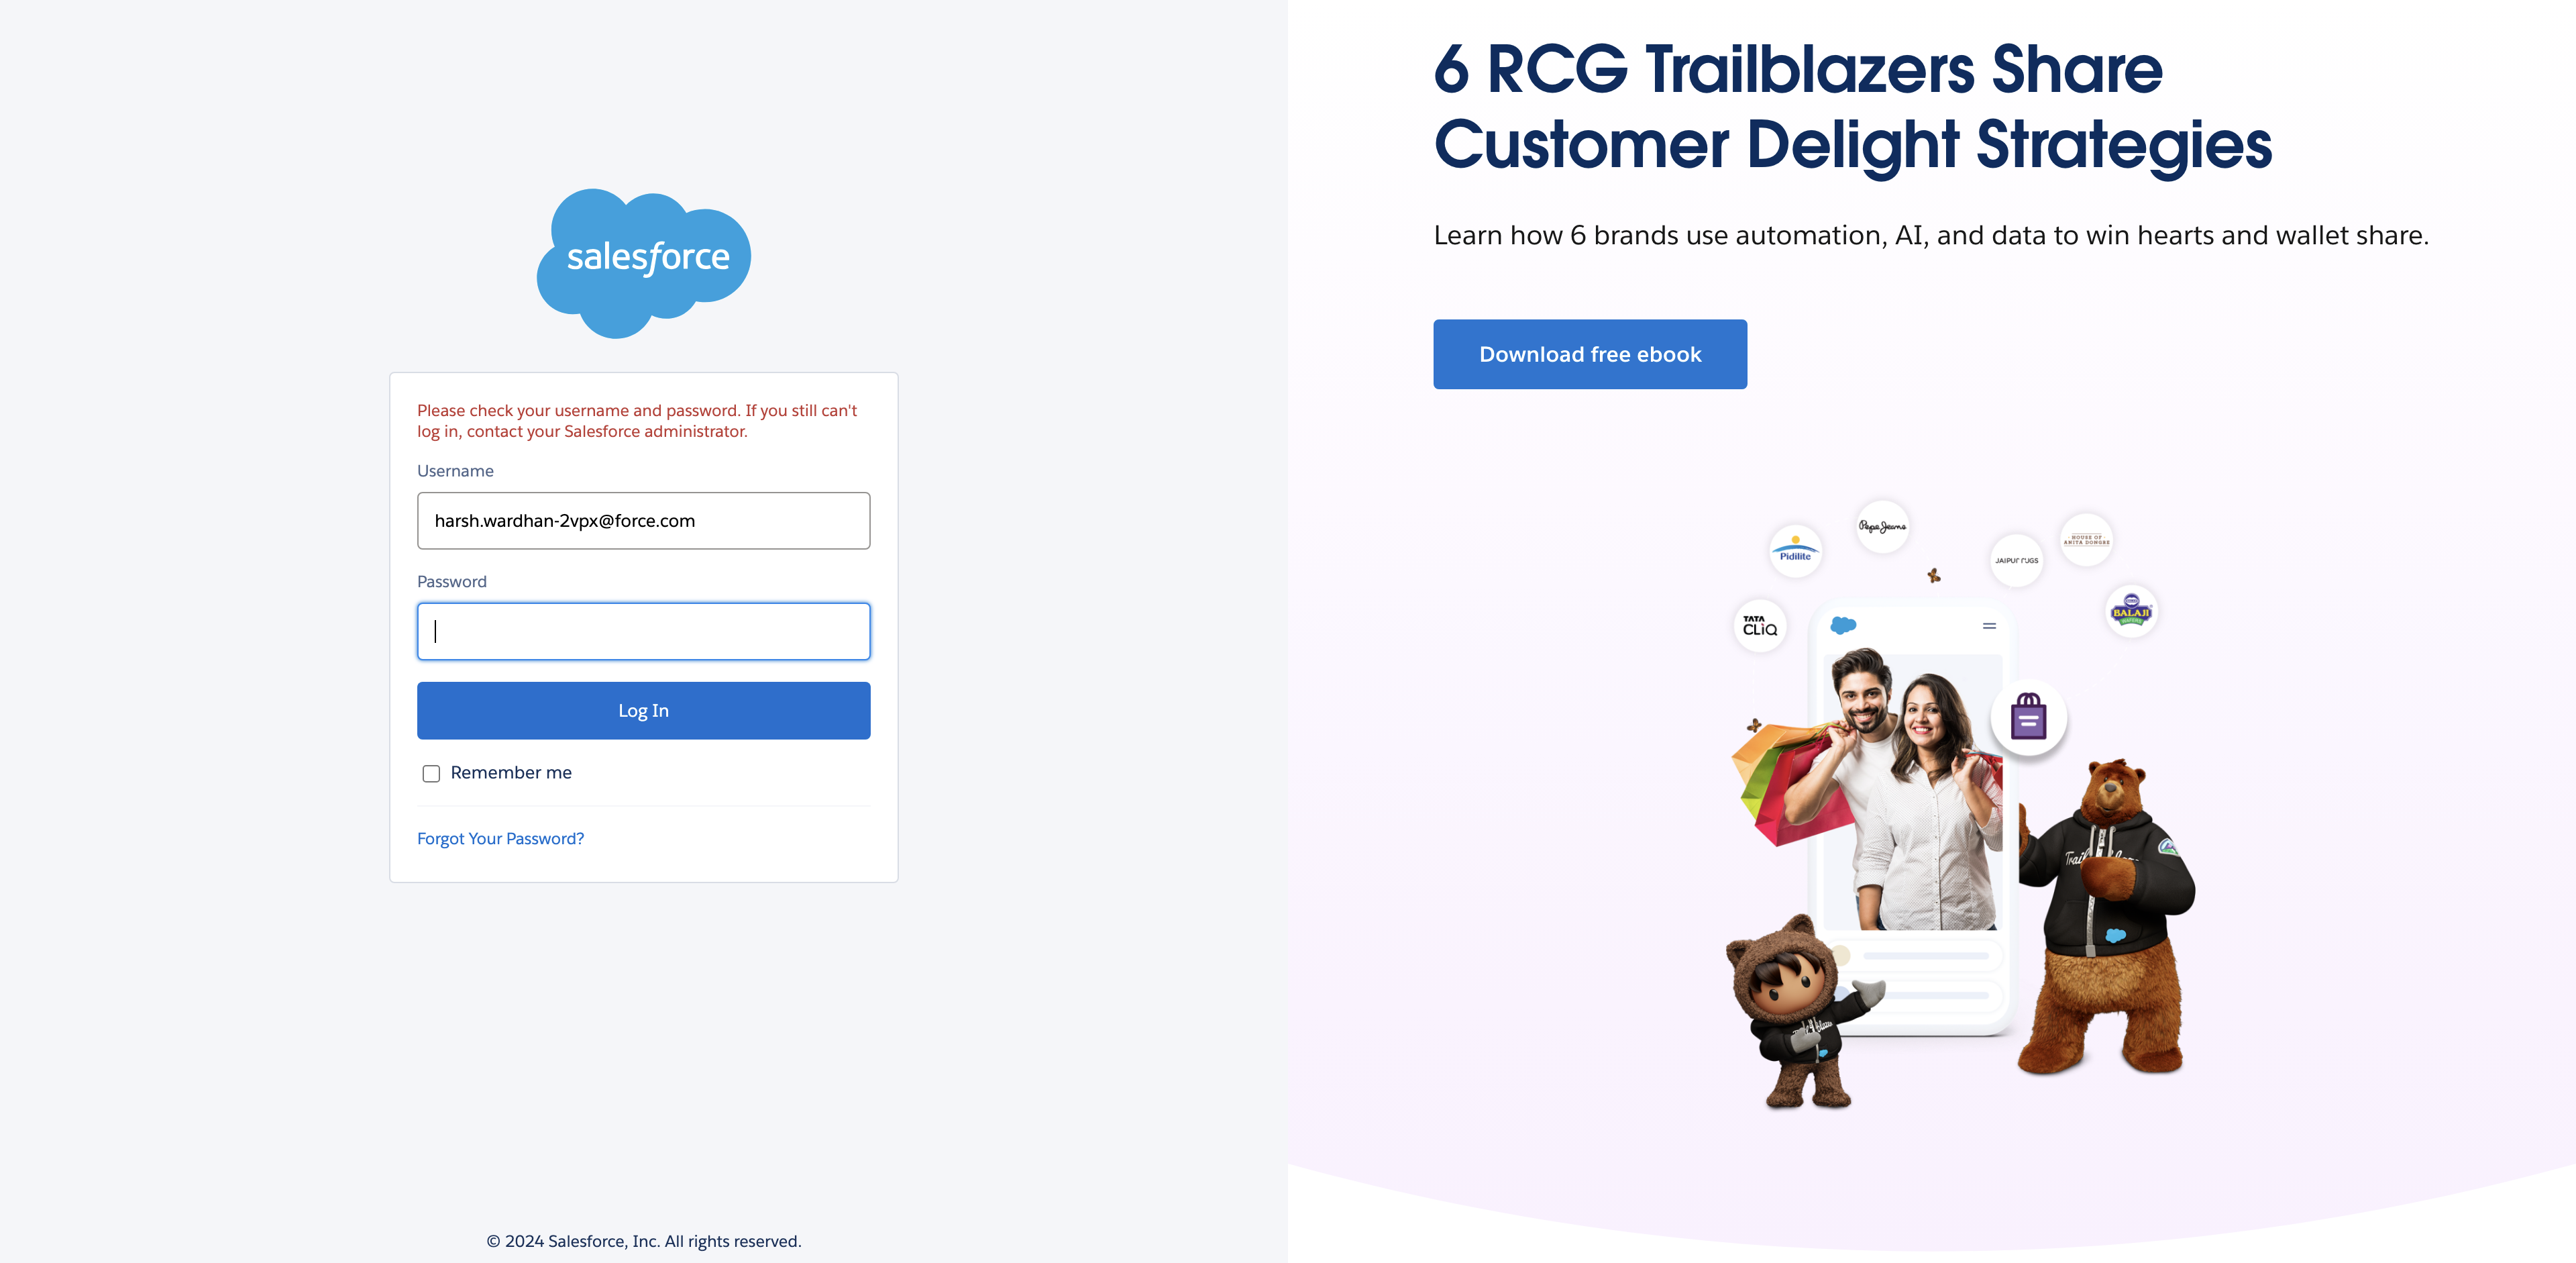 salesforce
Please check your username and password. If you still can't
log in, contact your Salesforce administrator.
Username
harsh.wardhan-2vpx@force.com
Password
Log In
Remember me
Forgot Your Password?
© 2024 Salesforce, Inc. All rights reserved.
6 RCG Trailblazers Share
Customer Delight Strategies
Learn how 6 brands use automation, AI, and data to win hearts and wallet share.
Download free ebook
Pepe Jeans
Pidilite
HOUSE OF
ANITA DONGRE
JAIPUR RUGS
BALAJI
TATA
CLiQ